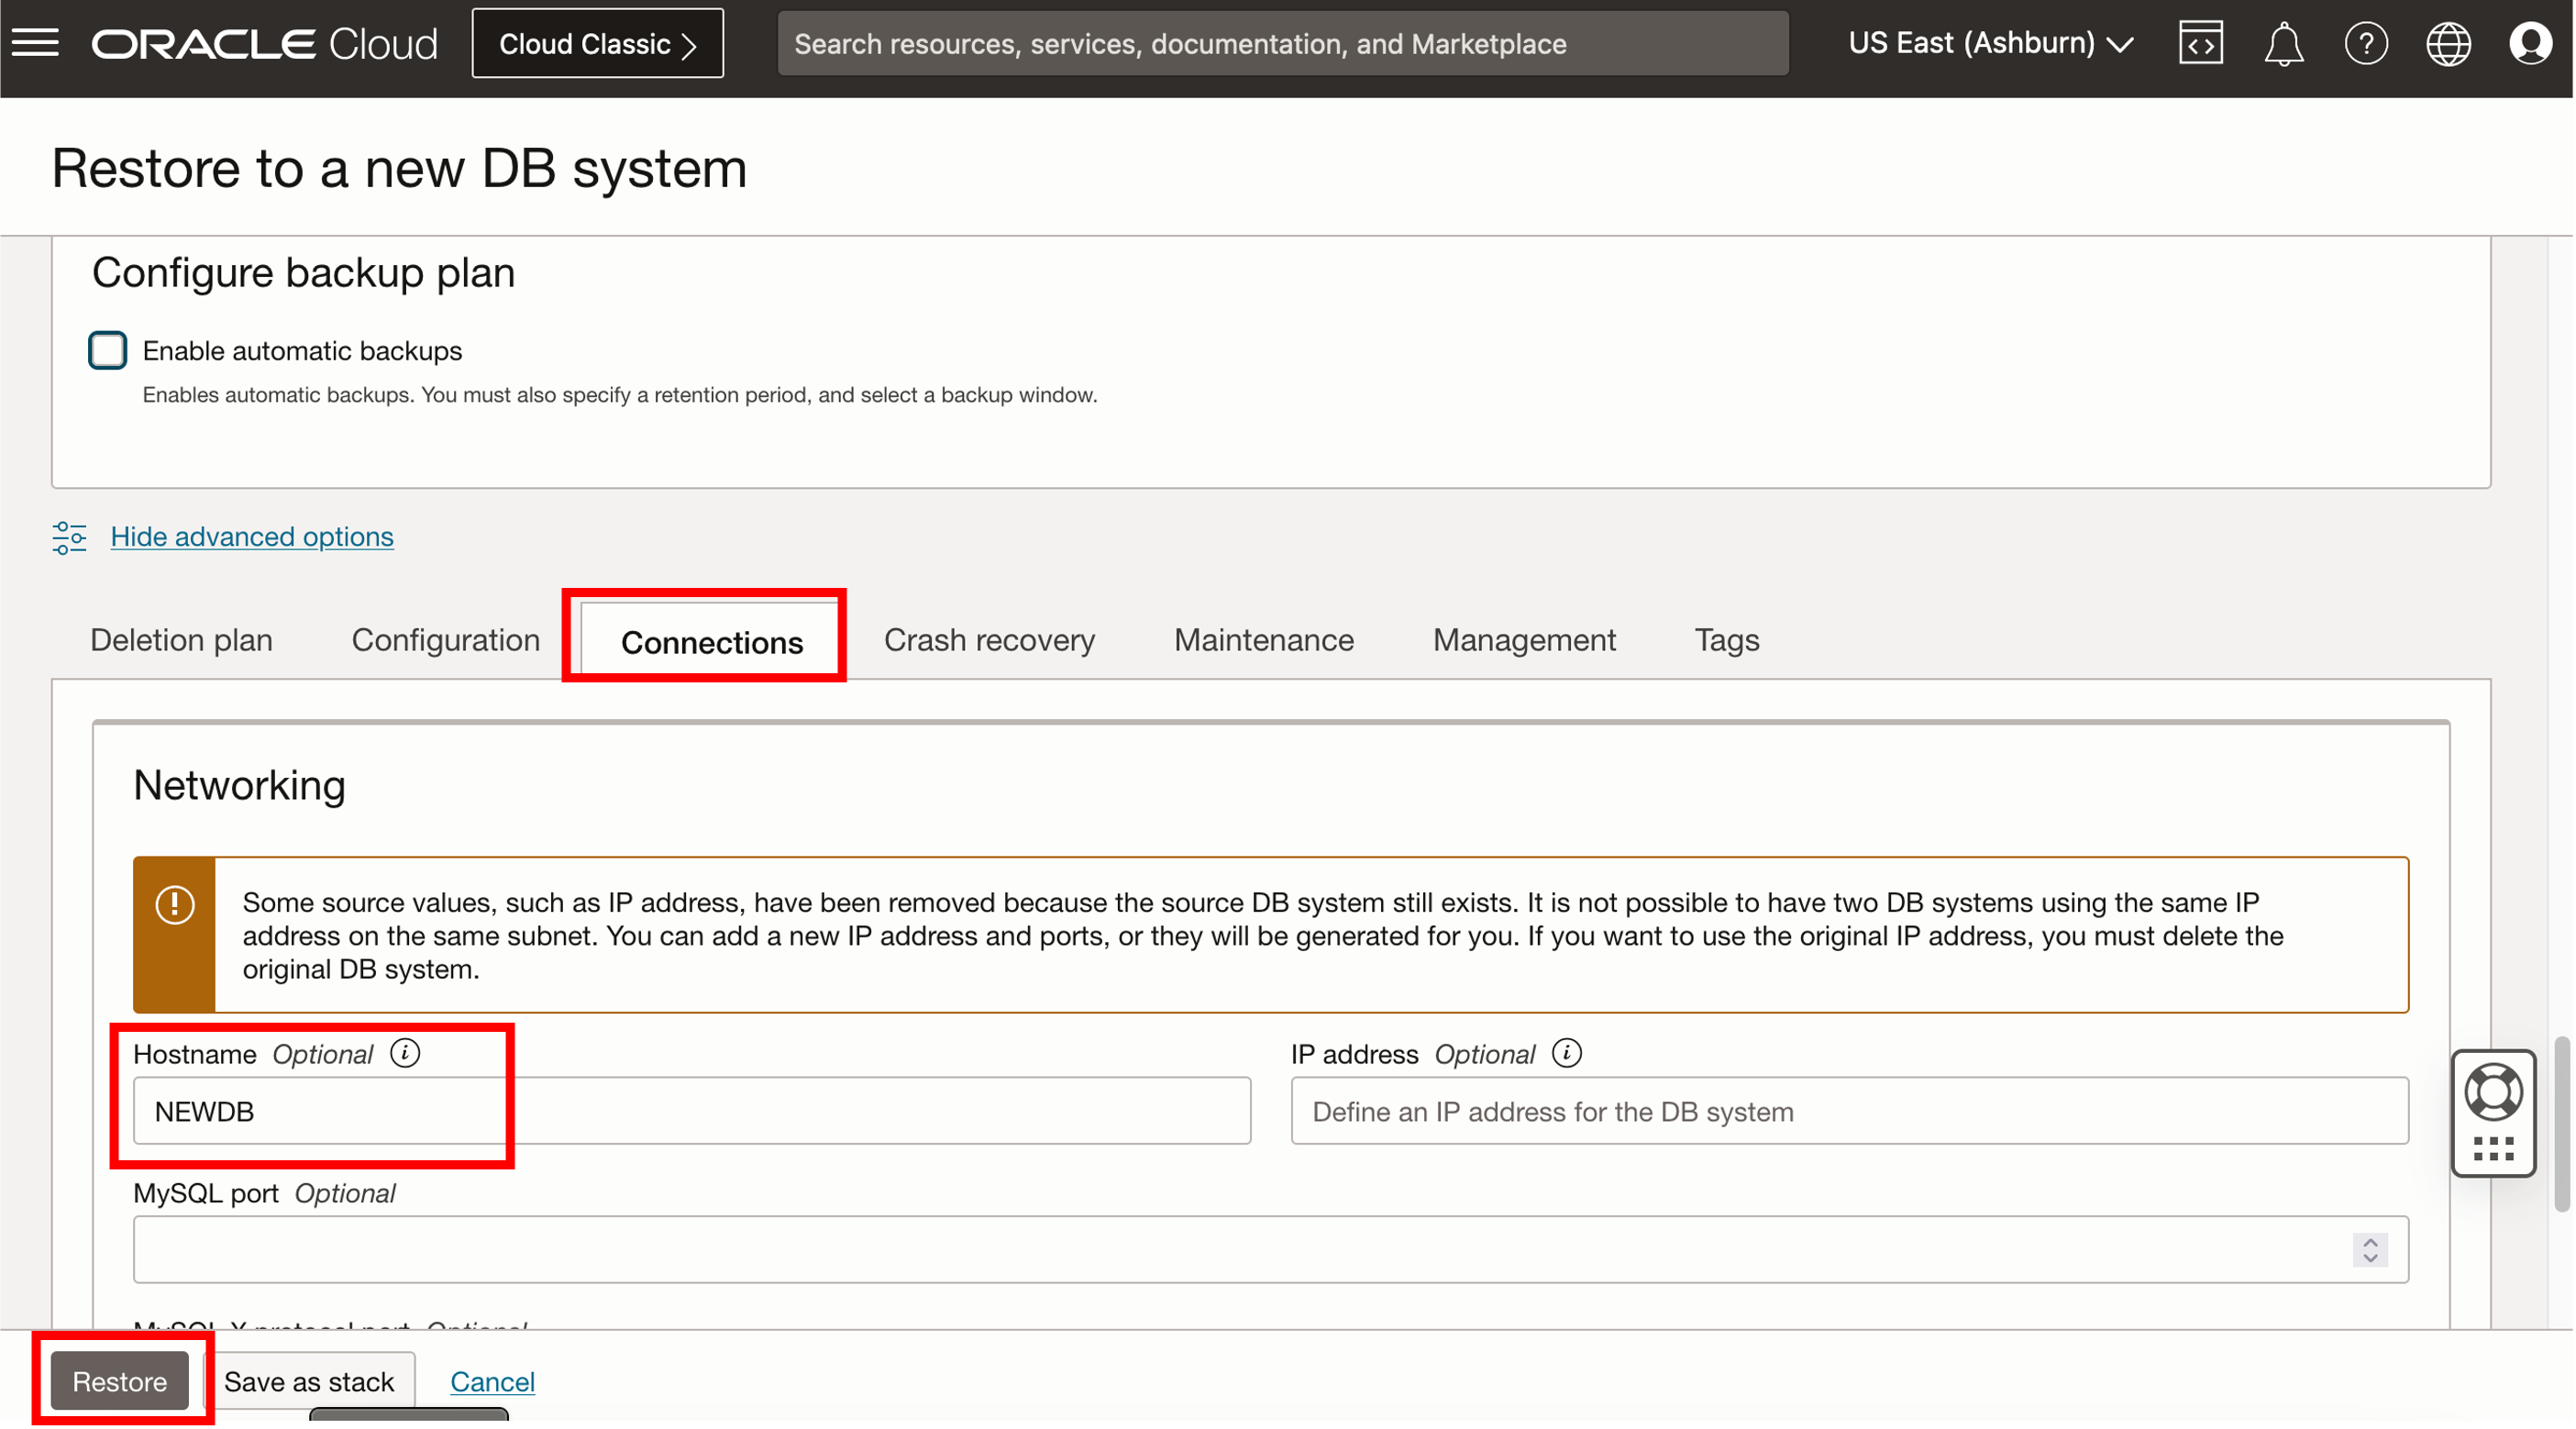 ORACLE Cloud
Cloud Classic
Search resources, services, documentation, and Marketplace
US East (Ashburn)
Restore to a new DB system
Configure backup plan
Enable automatic backups
Enables automatic backups. You must also specify a retention period, and select a backup window.
Hide advanced options
Deletion plan
Configuration
Connections
Crash recovery
Maintenance
Management
Tags
Networking
Some source values, such as IP address, have been removed because the source DB system still exists. It is not possible to have two DB systems using the same IP
address on the same subnet. You can add a new IP address and ports, or they will be generated for you. If you want to use the original IP address, you must delete the
original DB system.
Hostname Optional
NEWDB
IP address Optional
Define an IP address for the DB system
MySQL port Optional
MySQL X protocol port Optional
Restore
Save as stack
Cancel